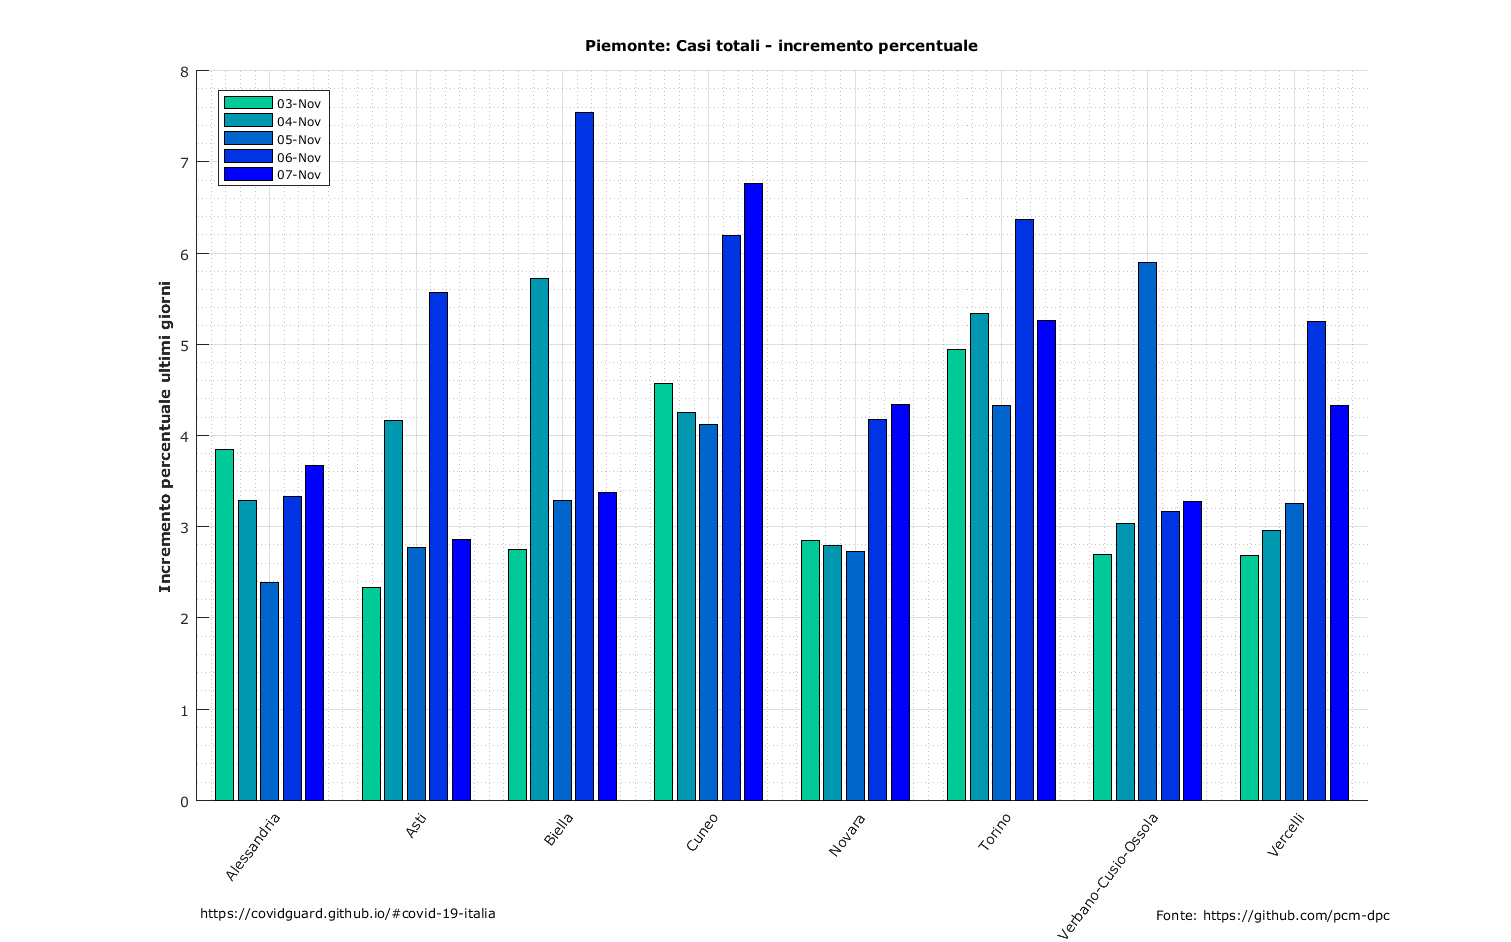 Piemonte: Casi totali - incremento percentuale
8
7
6
5
4
3
2
1
0
Incremento percentuale ultimi giorni
03-Nov
04-Nov
05-Nov
06-Nov
07-Nov
Alessandria
Asti
Biella
Cuneo
Novara
Torino
Verbano-Cusio-Ossola
Vercelli
https://covidguard.github.io/#covid-19-italia
Fonte: https://github.com/pcm-dpc